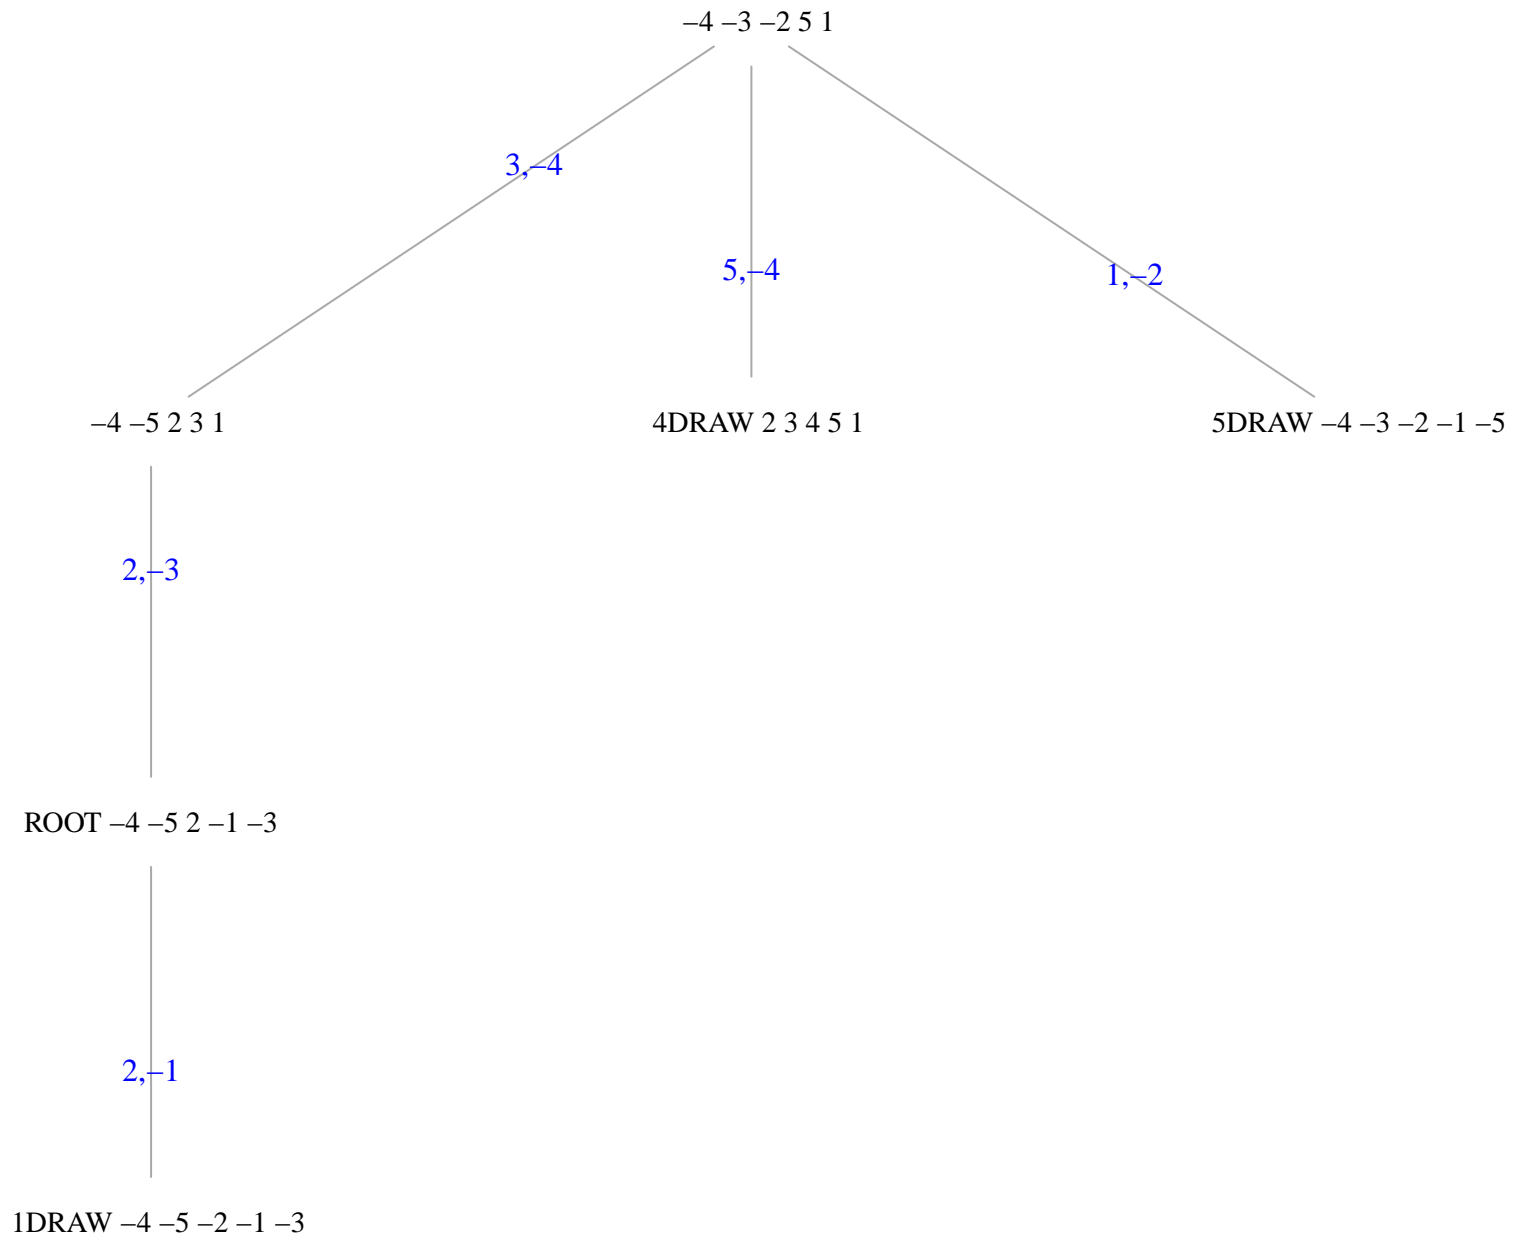 –4 –3 –2 5 1
3,–4
5,–4
1,–2
–4 –5 2 3 1
4DRAW 2 3 4 5 1
5DRAW –4 –3 –2 –1 –5
2,–3
ROOT –4 –5 2 –1 –3
2,–1
1DRAW –4 –5 –2 –1 –3